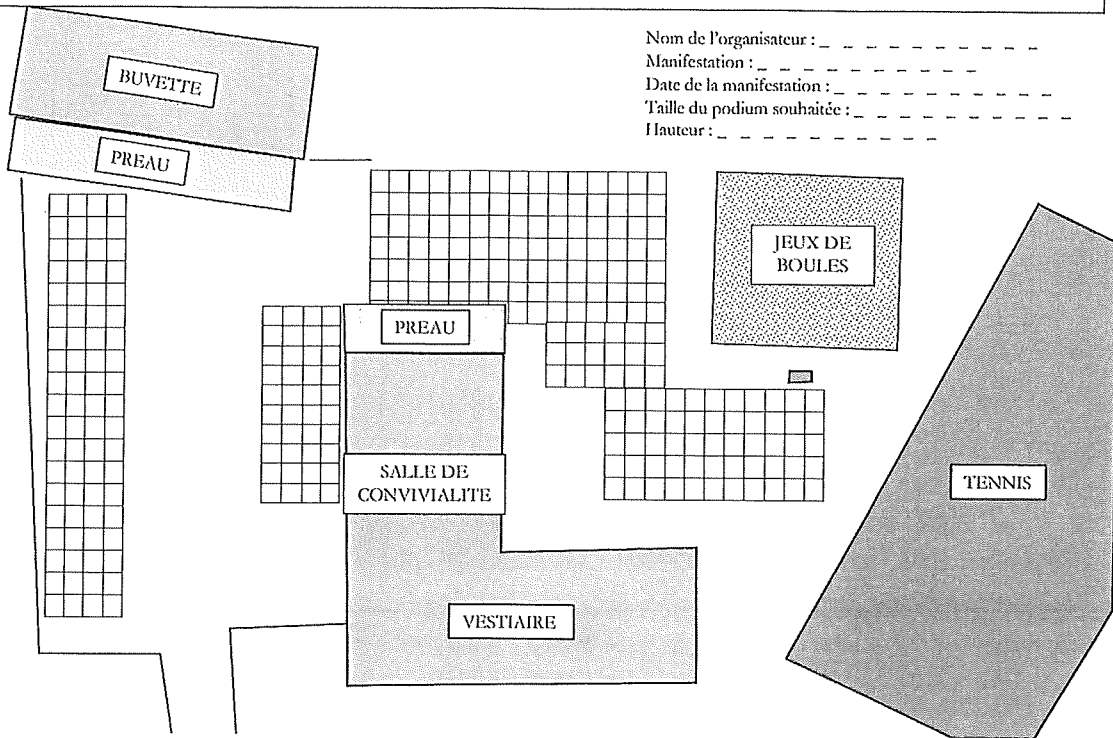 Nom de l'organisateur : _ _ _ _ _ _ _ _ _ _ _ _
Manifestation : _ _ _ _ _ _ _ _ _ _ _ _
Date de la manifestation : _ _ _ _ _ _ _ _ _ _ _ _
Taille du podium souhaitée : _ _ _ _ _ _ _ _ _ _ _ _
Hauteur : _ _ _ _ _ _ _ _ _ _ _ _
BUVETTE
PREAU
JEUX DE
BOULES
PREAU
SALLE DE
CONVIVIALITE
TENNIS
VESTIAIRE